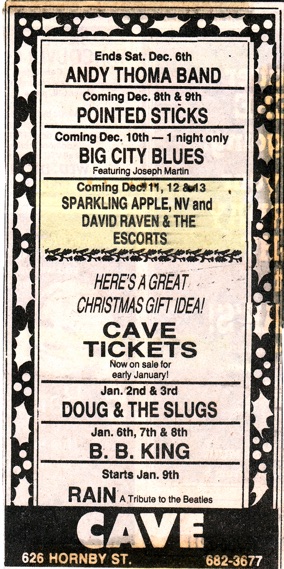 Ends Sat. Dec. 6th
ANDY THOMA BAND
Coming Dec. 8th & 9th
POINTED STICKS
Coming Dec. 10th — 1 night only
BIG CITY BLUES
Featuring Joseph Martin
Coming Dec. 11, 12 & 13
SPARKLING APPLE, NV and
DAVID RAVEN & THE
ESCORTS
HERE'S A GREAT
CHRISTMAS GIFT IDEA!
CAVE
TICKETS
Now on sale for
early January!
Jan. 2nd & 3rd
DOUG & THE SLUGS
Jan. 6th, 7th & 8th
B. B. KING
Starts Jan. 9th
RAIN A Tribute to the Beatles
CAVE
626 HORNBY ST. 682-3677